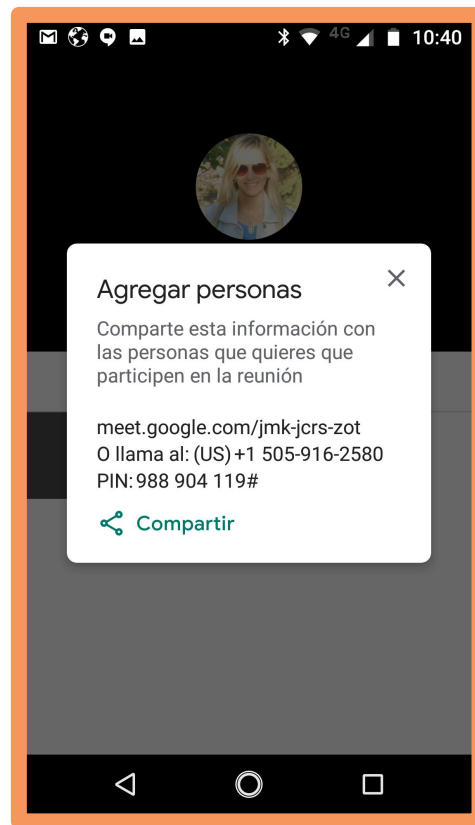 4G 10:40
Agregar personas
Comparte esta información con
las personas que quieres que
participen en la reunión
meet.google.com/jmk-jcrs-zot
O llama al: (US) +1 505-916-2580
PIN: 988 904 119#
Compartir